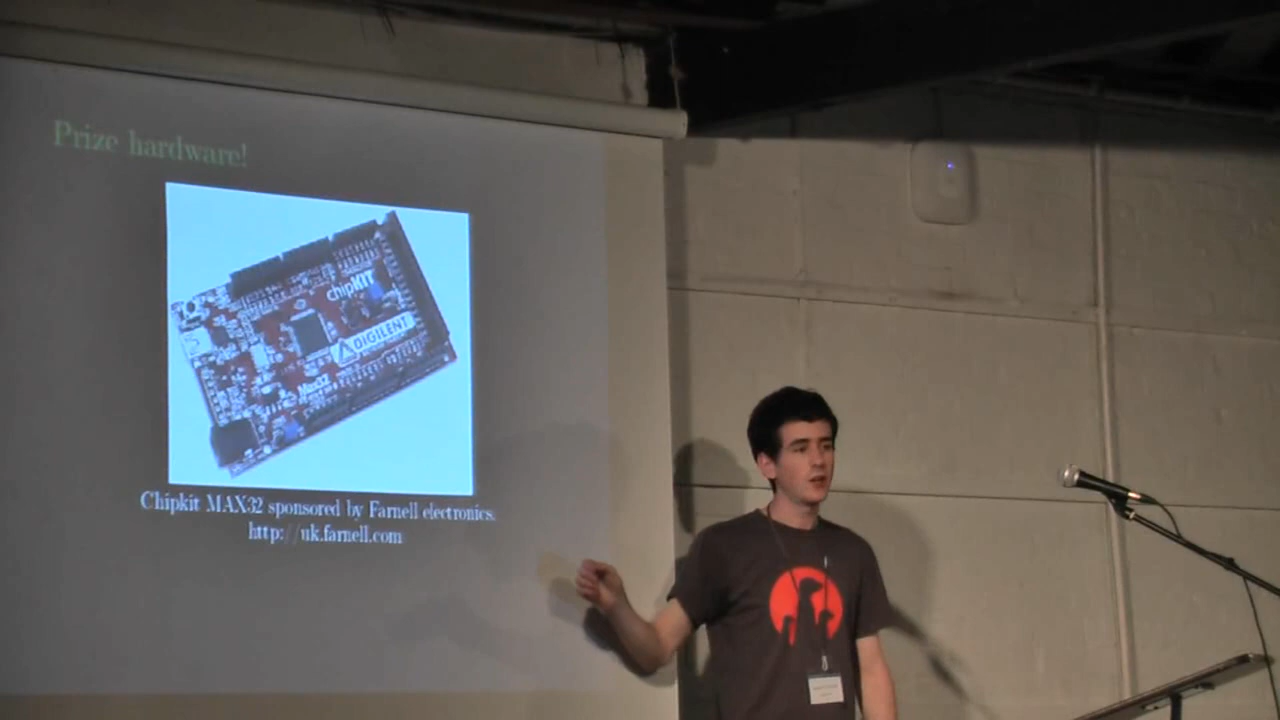 Prize hardware!
chipKIT
DIGILENT
Max32
Chipkit MAX32 sponsored by Farnell electronics.
http://uk.farnell.com